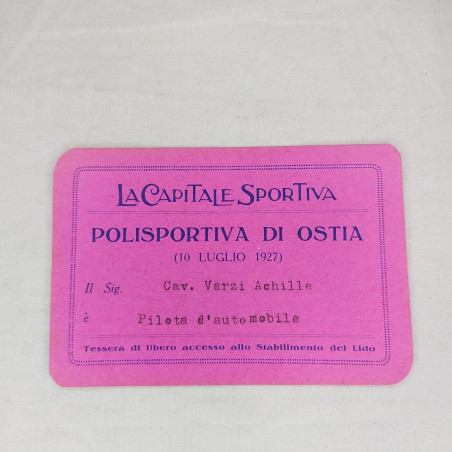 LA CAPITALE SPORTIVA
POLISPORTIVA DI OSTIA
(10 LUGLIO 1927)
Il Sig. Cav. Varzi Achille
è Pilota d'automobile
Tessera di libero accesso allo Stabilimento del Lido